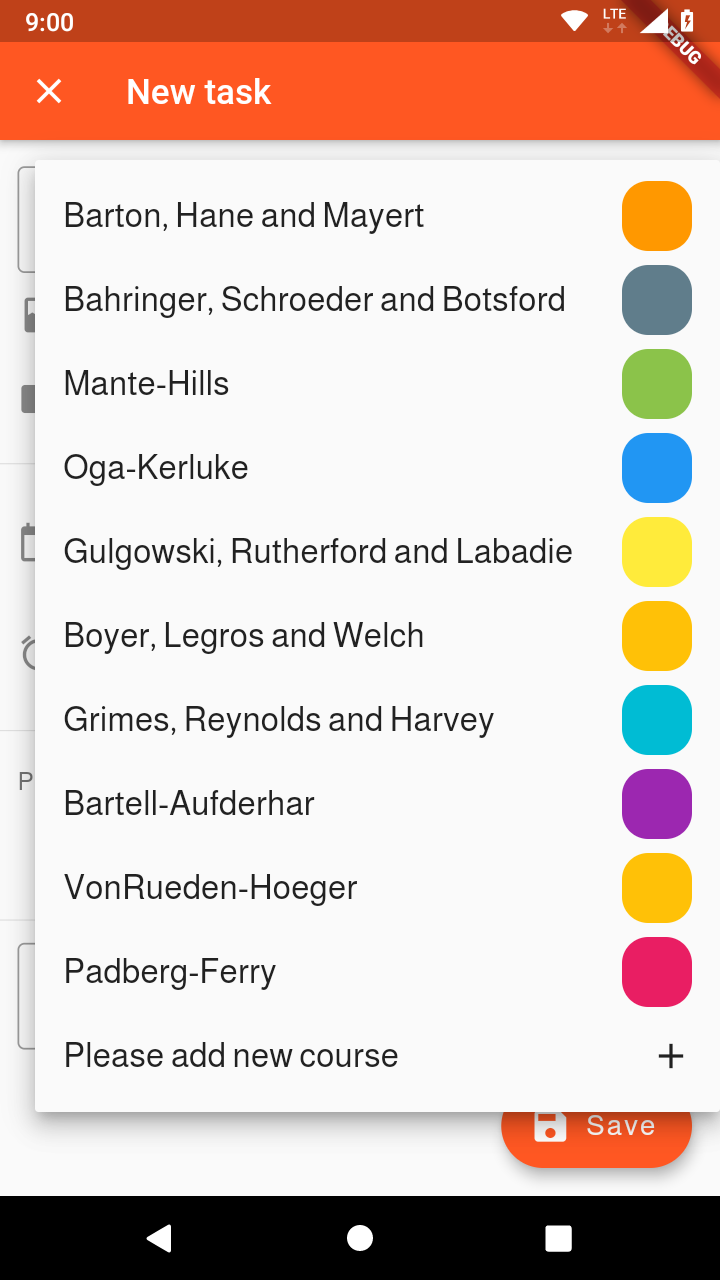 9:00
LTE
EBUG
New task
Barton, Hane and Mayert
Bahringer, Schroeder and Botsford
Mante-Hills
Oga-Kerluke
Gulgowski, Rutherford and Labadie
Boyer, Legros and Welch
Grimes, Reynolds and Harvey
P
Bartell-Aufderhar
VonRueden-Hoeger
Padberg-Ferry
Please add new course
Save